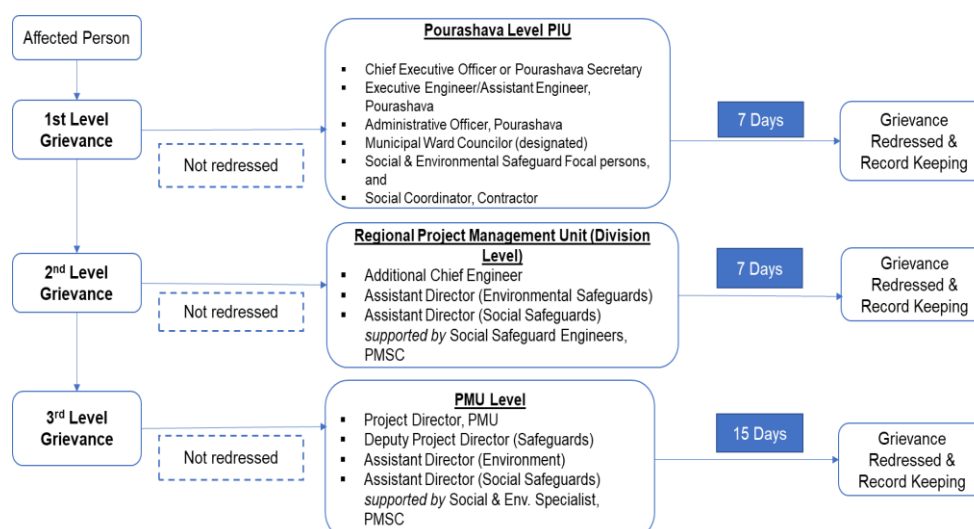 Affected Person
1st Level
Grievance
Not redressed
Pourashava Level PIU
▪ Chief Executive Officer or Pourashava Secretary
▪ Executive Engineer/Assistant Engineer,
Pourashava
▪ Administrative Officer, Pourashava
▪ Municipal Ward Councilor (designated)
▪ Social & Environmental Safeguard Focal persons,
and
▪ Social Coordinator, Contractor
7 Days
Grievance
Redressed &
Record Keeping
2nd Level
Grievance
Not redressed
Regional Project Management Unit (Division
Level)
▪ Additional Chief Engineer
▪ Assistant Director (Environmental Safeguards)
▪ Assistant Director (Social Safeguards)
supported by Social Safeguard Engineers,
PMSC
7 Days
Grievance
Redressed &
Record Keeping
3rd Level
Grievance
Not redressed
PMU Level
▪ Project Director, PMU
▪ Deputy Project Director (Safeguards)
▪ Assistant Director (Environment)
▪ Assistant Director (Social Safeguards)
supported by Social & Env. Specialist,
PMSC
15 Days
Grievance
Redressed &
Record Keeping